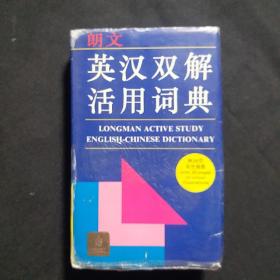 朗文
英汉双解
活用词典
LONGMAN ACTIVE STUDY
ENGLISH-CHINESE DICTIONARY